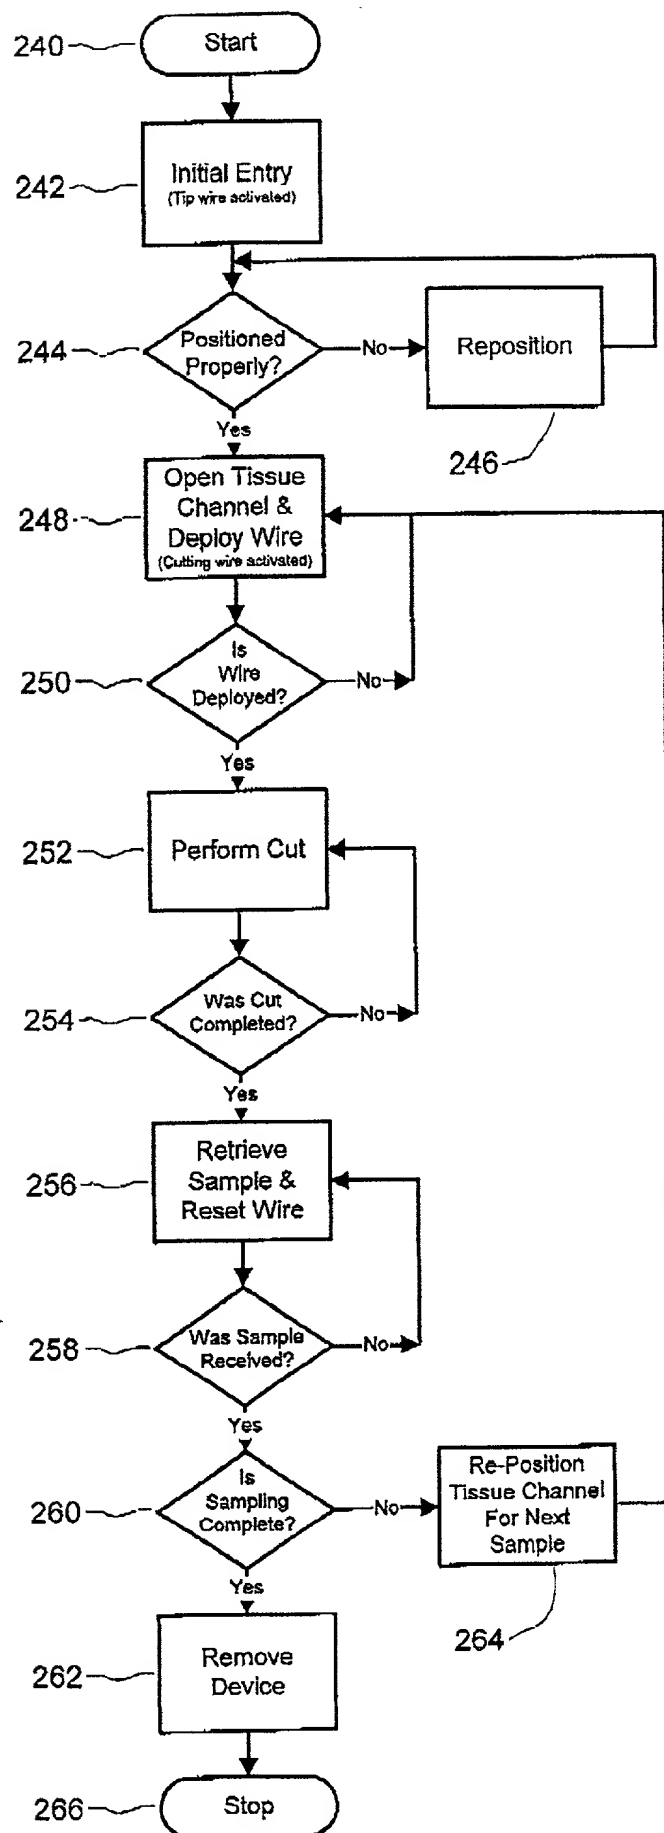 240
Start
242
Initial Entry
(Tip wire activated)
244
Positioned
Properly?
No
Reposition
246
Yes
248
Open Tissue
Channel &
Deploy Wire
(Cutting wire activated)
250
Is
Wire
Deployed?
No
Yes
252
Perform Cut
254
Was Cut
Completed?
No
Yes
256
Retrieve
Sample &
Reset Wire
258
Was Sample
Received?
No
Yes
260
Is
Sampling
Complete?
No
Re-Position
Tissue Channel
For Next
Sample
264
Yes
262
Remove
Device
266
Stop